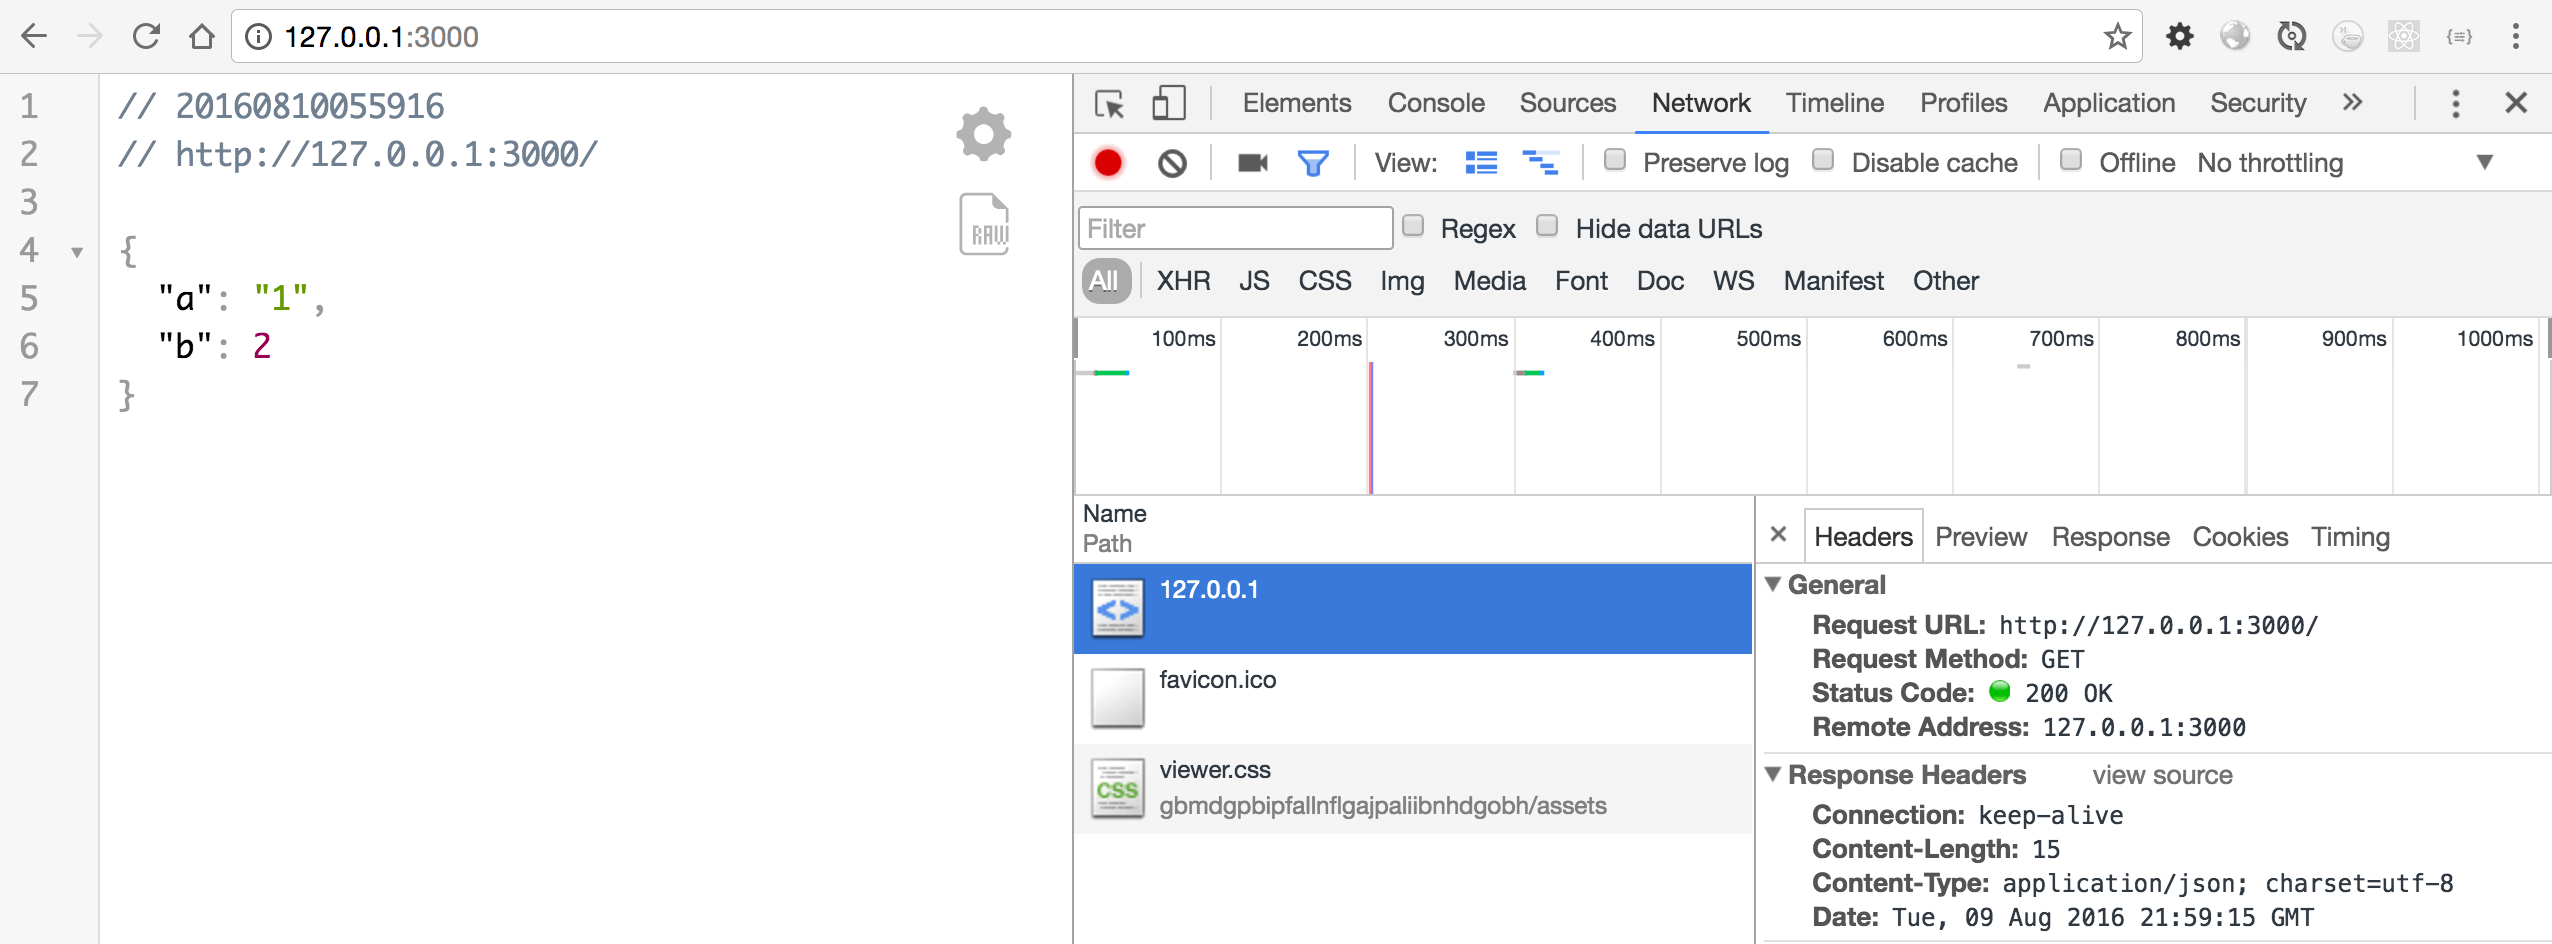 127.0.0.1:3000
1 // 20160810055916
2 // http://127.0.0.1:3000/
3
4 {
5 "a": "1",
6 "b": 2
7 }
RAW
Elements Console Sources Network Timeline Profiles Application Security »
View: Preserve log Disable cache Offline No throttling
Filter Regex Hide data URLs
All XHR JS CSS Img Media Font Doc WS Manifest Other
100ms 200ms 300ms 400ms 500ms 600ms 700ms 800ms 900ms 1000ms
Name
Path
127.0.0.1
favicon.ico
CSS
viewer.css
gbmdgpbipfallnflgajpaliibnhdgobh/assets
Headers Preview Response Cookies Timing
General
Request URL: http://127.0.0.1:3000/
Request Method: GET
Status Code: 200 OK
Remote Address: 127.0.0.1:3000
Response Headers view source
Connection: keep-alive
Content-Length: 15
Content-Type: application/json; charset=utf-8
Date: Tue, 09 Aug 2016 21:59:15 GMT